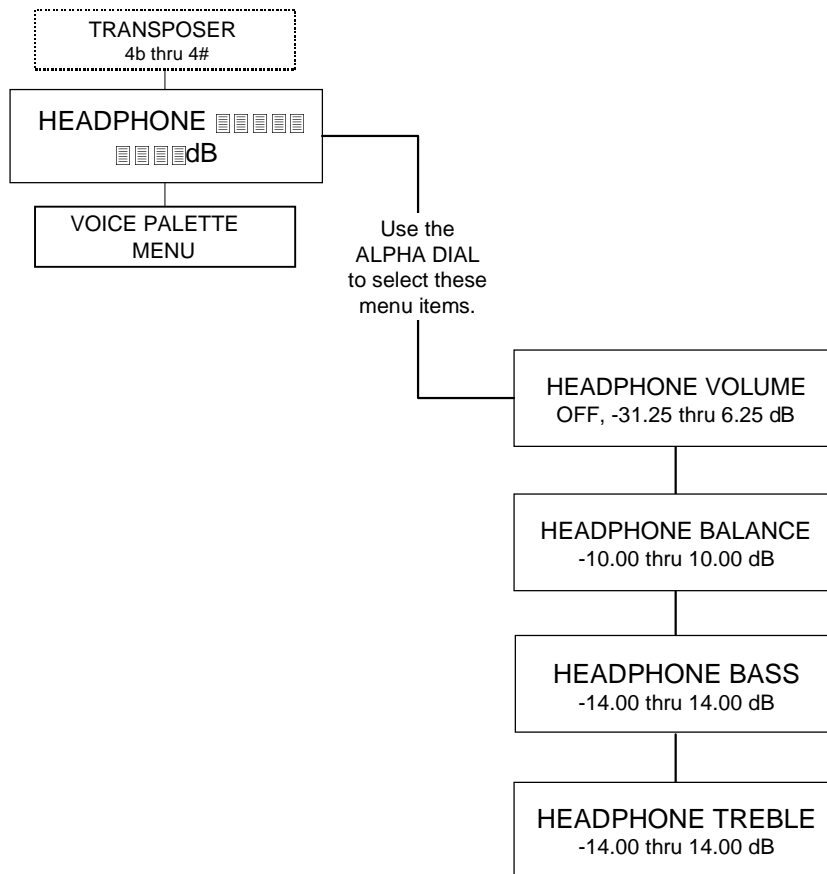 TRANSPOSER
4b thru 4#
HEADPHONE
dB
VOICE PALETTE
MENU
Use the
ALPHA DIAL
to select these
menu items.
HEADPHONE VOLUME
OFF, -31.25 thru 6.25 dB
HEADPHONE BALANCE
-10.00 thru 10.00 dB
HEADPHONE BASS
-14.00 thru 14.00 dB
HEADPHONE TREBLE
-14.00 thru 14.00 dB